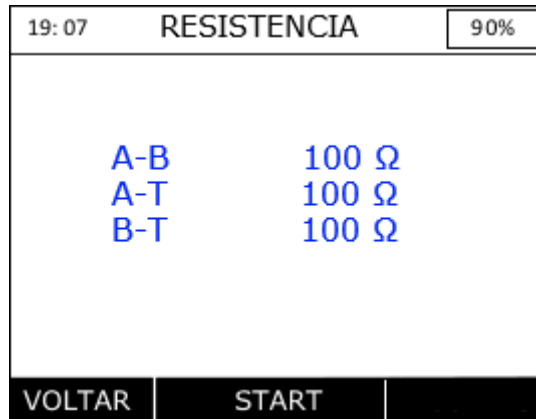 19:07 RESISTENCIA 90%
A-B 100 Ω
A-T 100 Ω
B-T 100 Ω
VOLTAR START